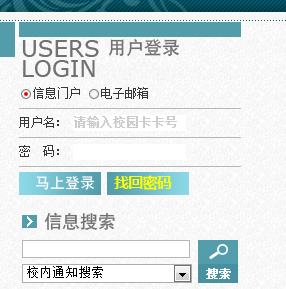 USERS 用户登录
LOGIN
信息门户 电子邮箱
用户名: 请输入校园卡卡号
密 码:
马上登录 找回密码
信息搜索
校内通知搜索 搜索